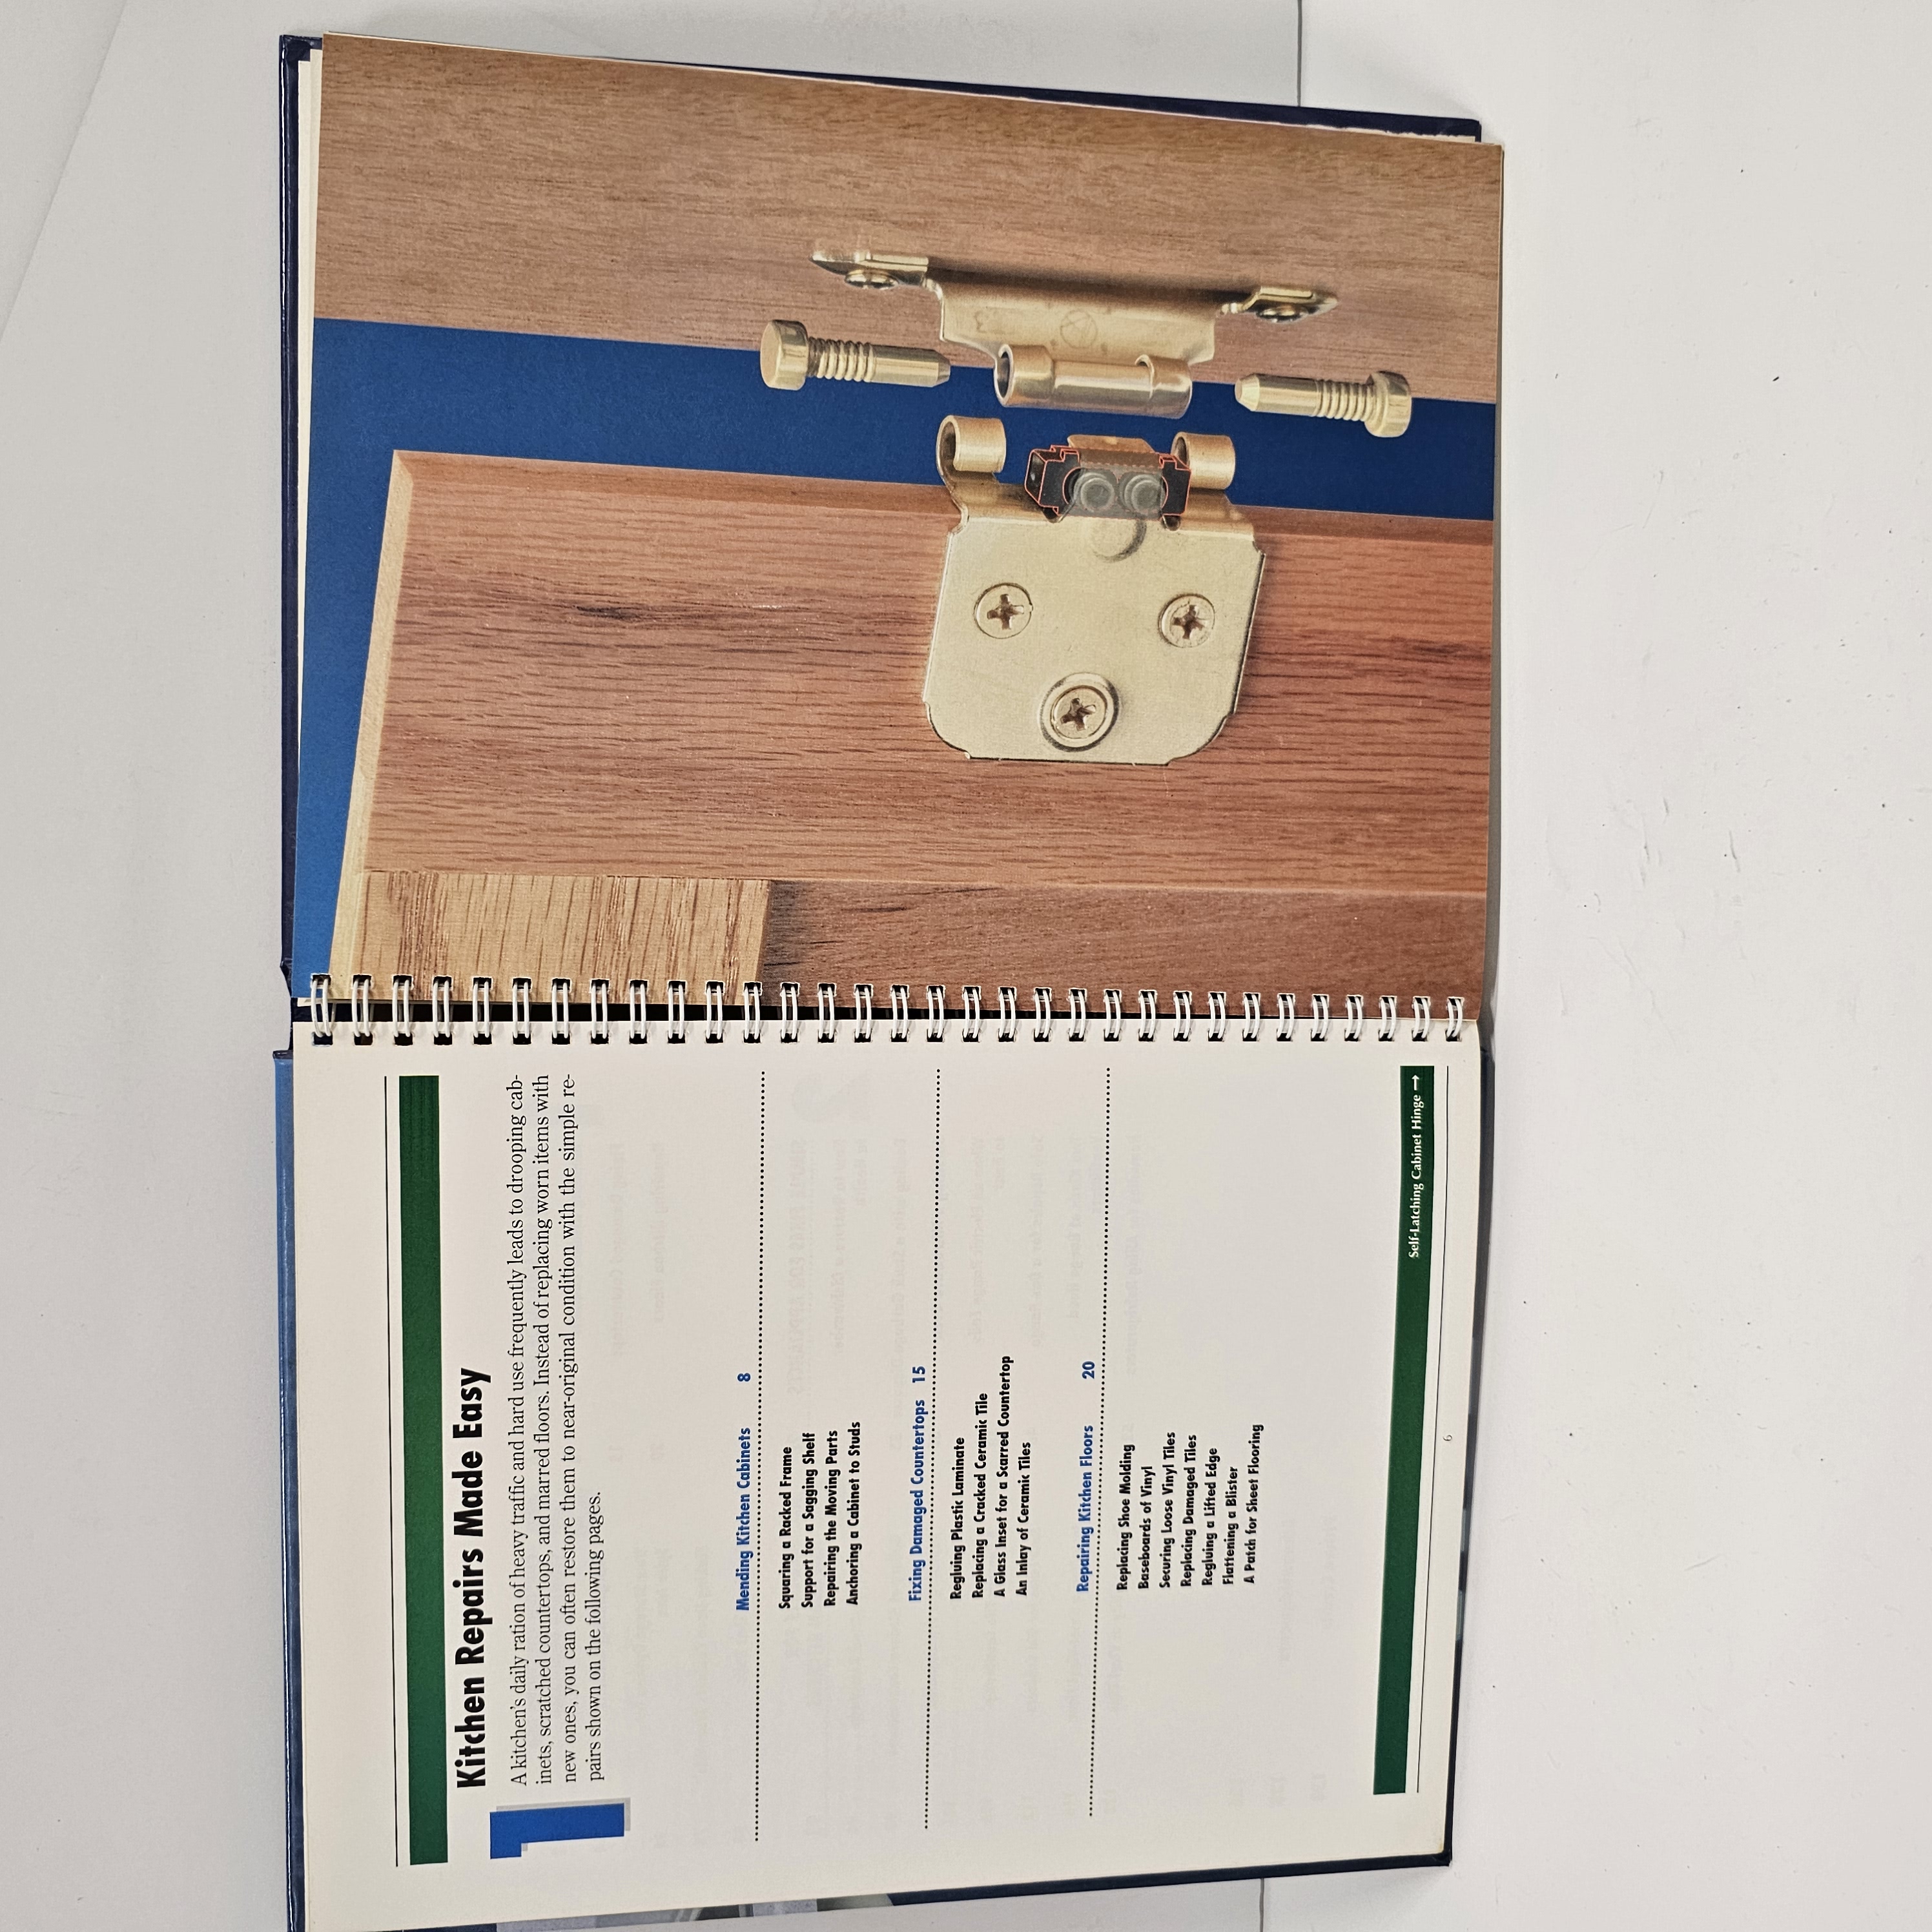 Kitchen Repairs Made Easy
1
A kitchen's daily ration of heavy traffic and hard use frequently leads to drooping cab-
inets, scratched countertops, and marred floors. Instead of replacing worn items with
new ones, you can often restore them to near-original condition with the simple re-
pairs shown on the following pages.
Mending Kitchen Cabinets 8
Squaring a Racked Frame
Support for a Sagging Shelf
Repairing the Moving Parts
Anchoring a Cabinet to Studs
Fixing Damaged Countertops 15
Regluing Plastic Laminate
Replacing a Cracked Ceramic Tile
A Glass Inset for a Scarred Countertop
An Inlay of Ceramic Tiles
Repairing Kitchen Floors 20
Replacing Shoe Molding
Baseboards of Vinyl
Securing Loose Vinyl Tiles
Replacing Damaged Tiles
Regluing a Lifted Edge
Flattening a Blister
A Patch for Sheet Flooring
Self-Latching Cabinet Hinge →
6